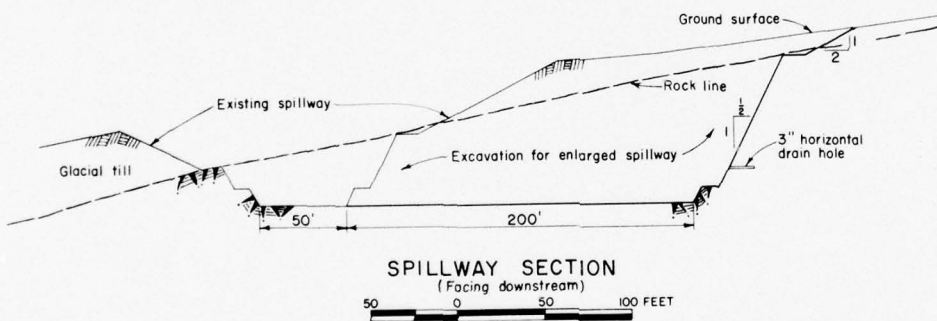 Ground surface
1
2
Rock line
Existing spillway
1/2
1
3" horizontal
drain hole
Excavation for enlarged spillway
Glacial till
50'
200'
SPILLWAY SECTION
(Facing downstream)
50 0 50 100 FEET